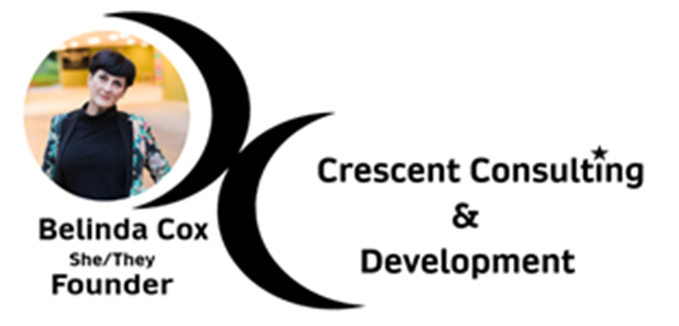 Belinda Cox
She/They
Founder
Crescent Consulting
&
Development